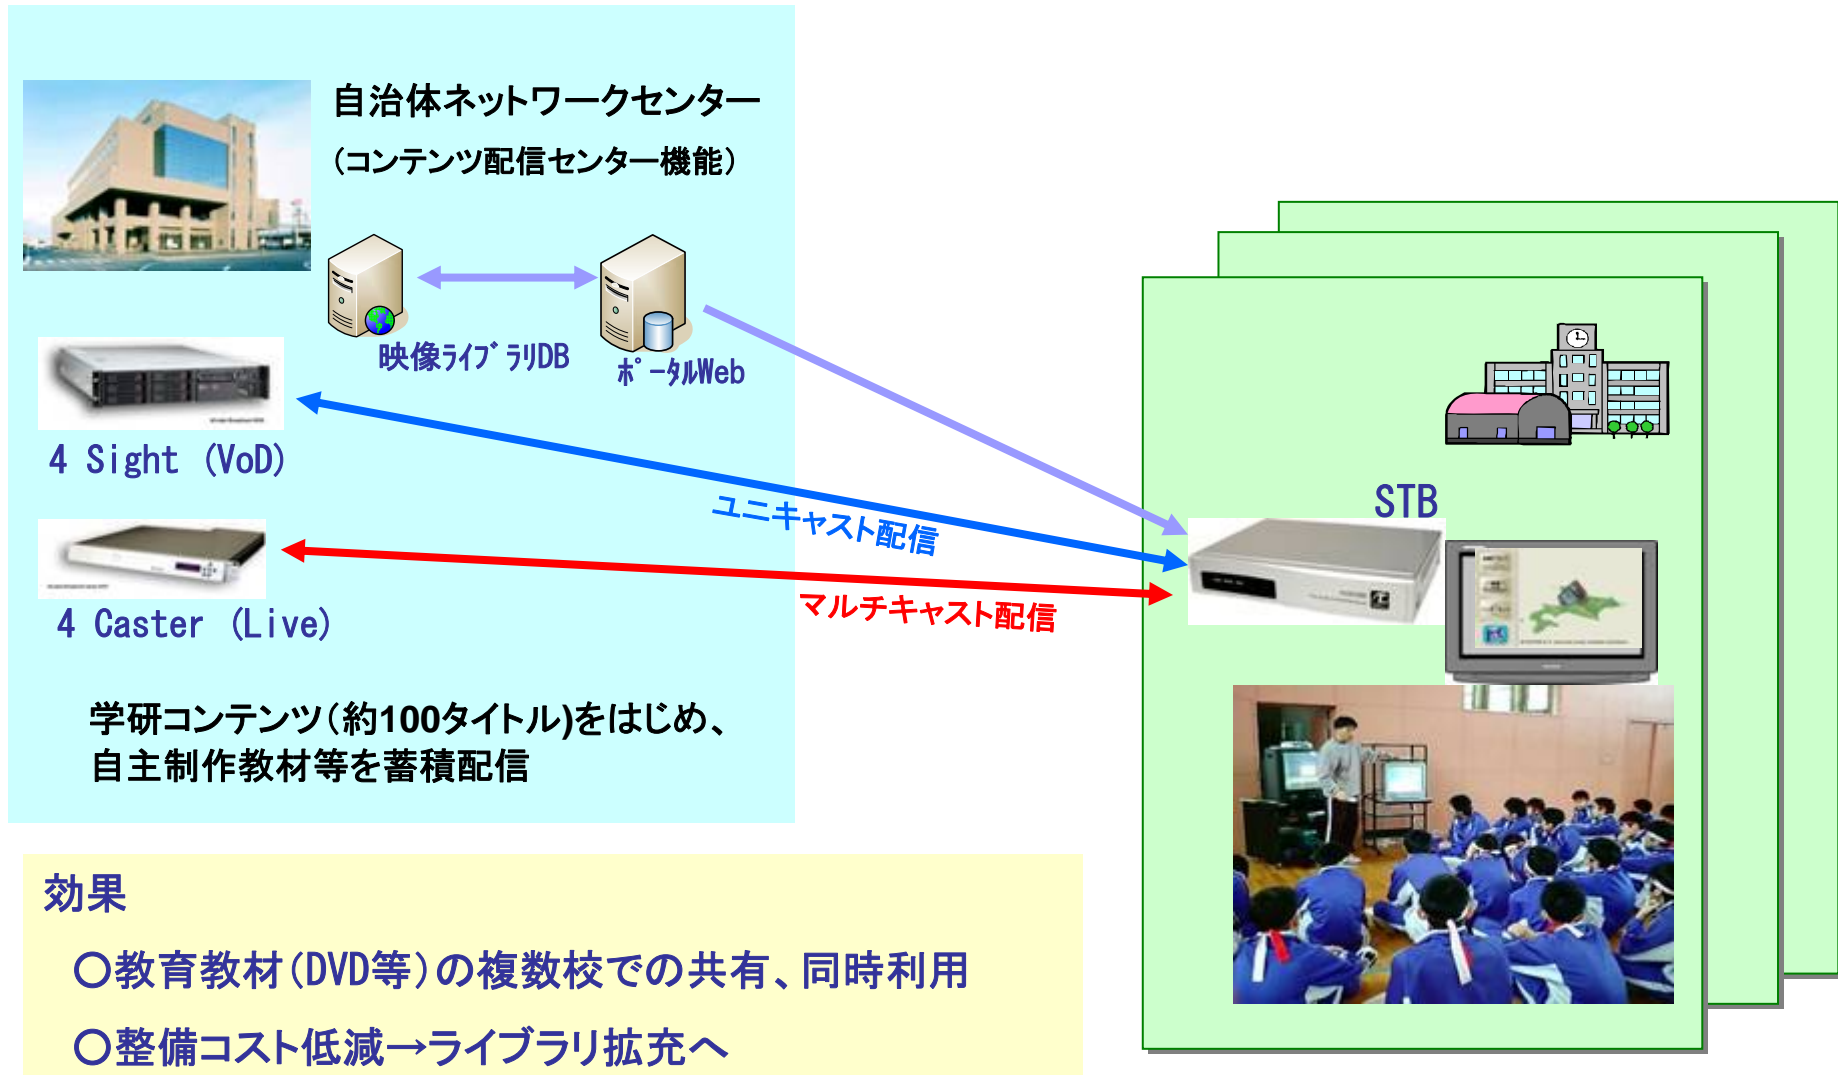 自治体ネットワークセンター
（コンテンツ配信センター機能）
映像ﾗｲﾌﾞﾗﾘDB
ﾎﾟｰﾀﾙWeb
4 Sight (VoD)
4 Caster (Live)
ユニキャスト配信
マルチキャスト配信
STB
学研コンテンツ（約100タイトル)をはじめ、
自主制作教材等を蓄積配信
効果
○教育教材（DVD等）の複数校での共有、同時利用
○整備コスト低減→ライブラリ拡充へ